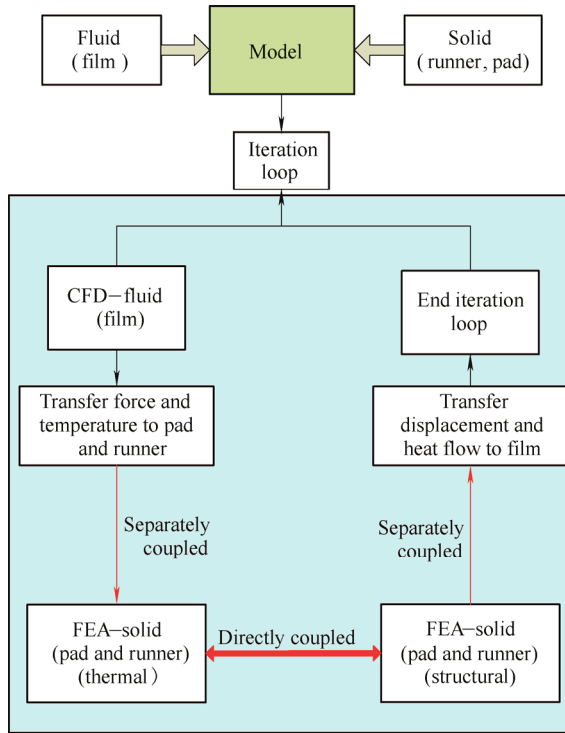 Fluid
(film)
Model
Solid
(runner, pad)
Iteration
loop
CFD−fluid
(film)
End iteration
loop
Transfer force and
temperature to pad
and runner
Transfer
displacement and
heat flow to film
Separately
coupled
Separately
coupled
FEA−solid
(pad and runner)
(thermal)
Directly coupled
FEA−solid
(pad and runner)
(structural)